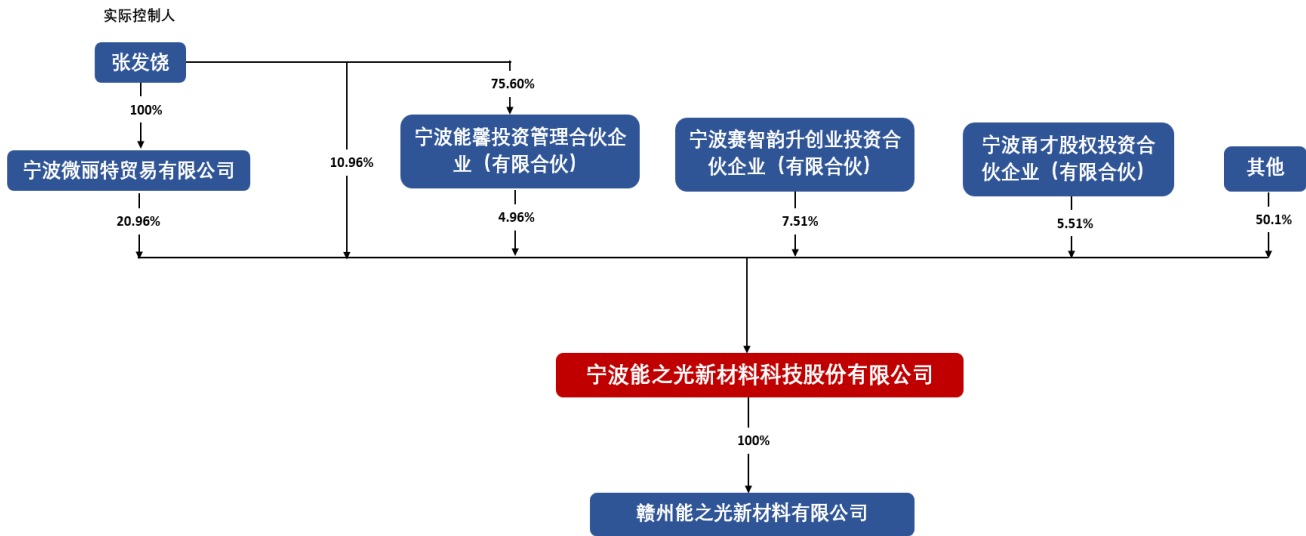 实际控制人
张发饶
75.60%
100%
宁波能馨投资管理合伙企
业（有限合伙）
宁波赛智韵升创业投资合
伙企业（有限合伙）
宁波甬才股权投资合
伙企业（有限合伙）
其他
宁波微丽特贸易有限公司
10.96%
20.96%
4.96%
7.51%
5.51%
50.1%
宁波能之光新材料科技股份有限公司
100%
赣州能之光新材料有限公司